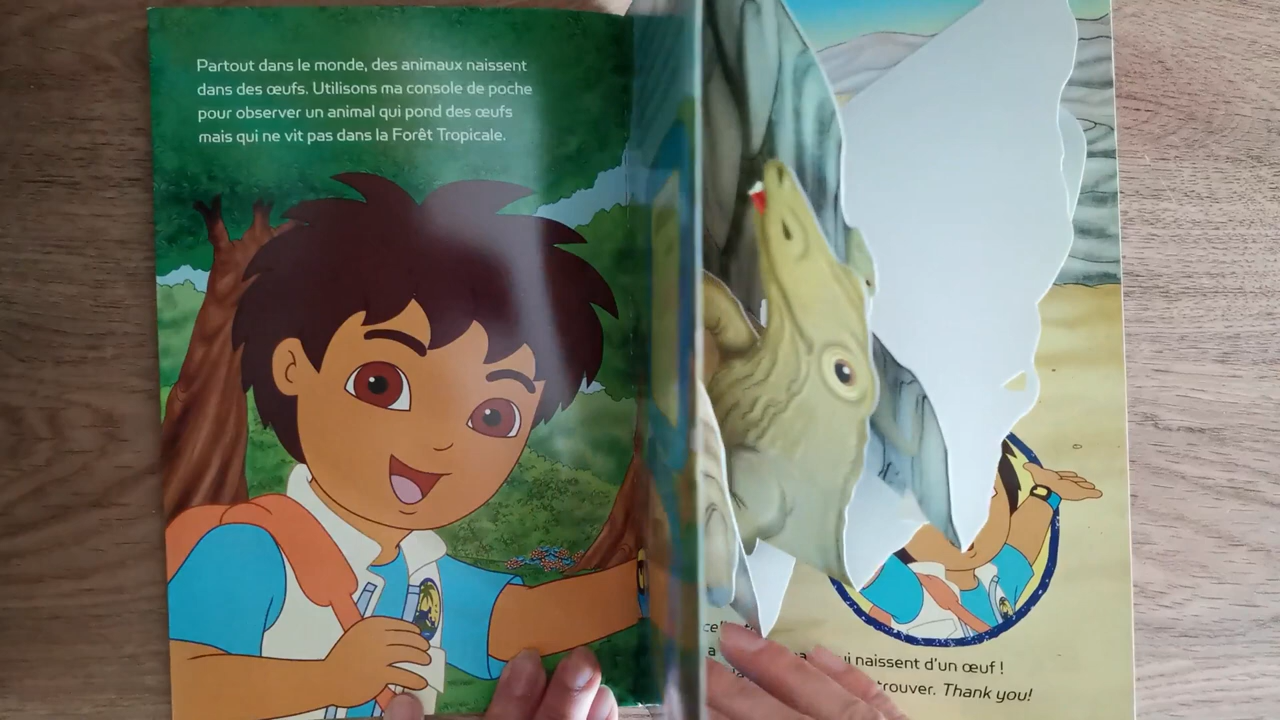 Partout dans le monde, des animaux naissent
dans des œufs. Utilisons ma console de poche
pour observer un animal qui pond des œufs
mais qui ne vit pas dans la Forêt Tropicale.
naissent d'un œuf !
trouver. Thank you!